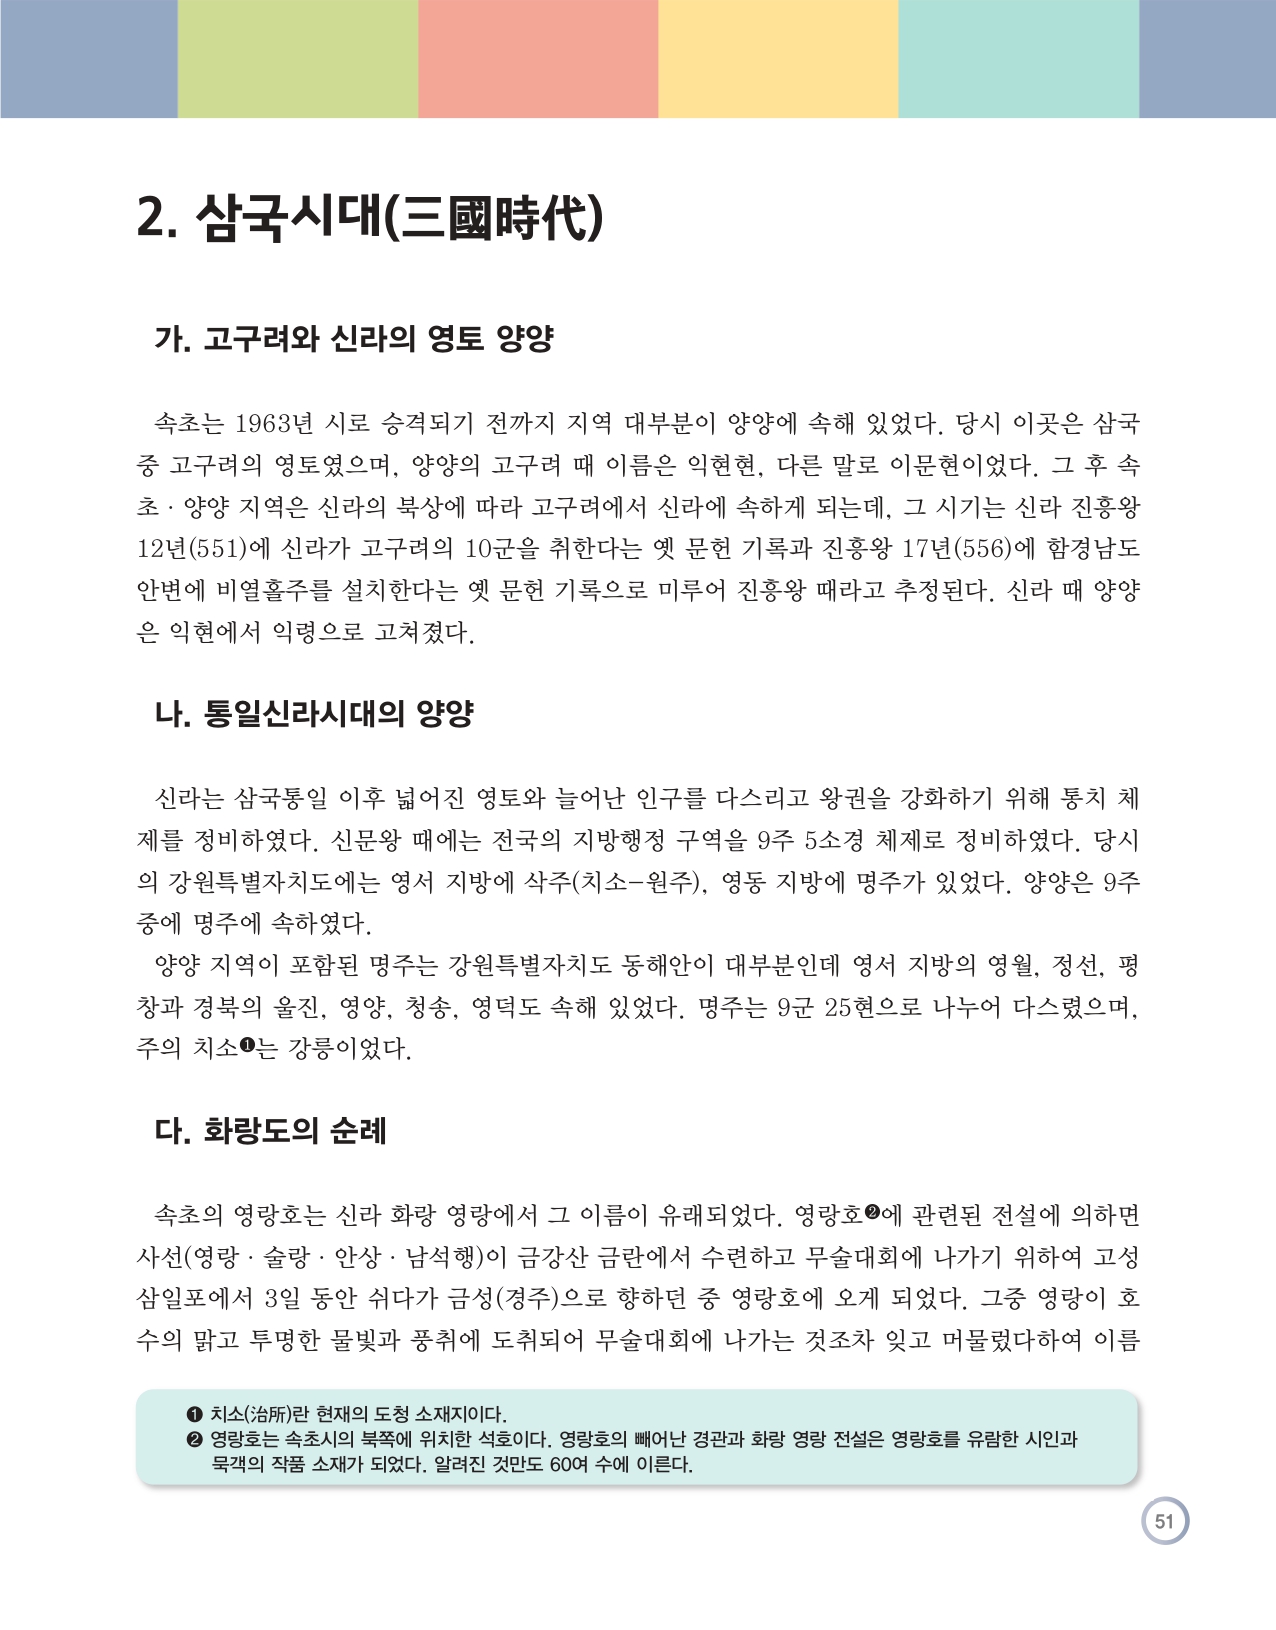 2. 삼국시대(三國時代)
가. 고구려와 신라의 영토 양양
속초는 1963년 시로 승격되기 전까지 지역 대부분이 양양에 속해 있었다. 당시 이곳은 삼국
중 고구려의 영토였으며, 양양의 고구려 때 이름은 익현현, 다른 말로 이문현이었다. 그 후 속
초 · 양양 지역은 신라의 북상에 따라 고구려에서 신라에 속하게 되는데, 그 시기는 신라 진흥왕
12년(551)에 신라가 고구려의 10군을 취한다는 옛 문헌 기록과 진흥왕 17년(556)에 함경남도
안변에 비열홀주를 설치한다는 옛 문헌 기록으로 미루어 진흥왕 때라고 추정된다. 신라 때 양양
은 익현에서 익령으로 고쳐졌다.
나. 통일신라시대의 양양
신라는 삼국통일 이후 넓어진 영토와 늘어난 인구를 다스리고 왕권을 강화하기 위해 통치 체
제를 정비하였다. 신문왕 때에는 전국의 지방행정 구역을 9주 5소경 체제로 정비하였다. 당시
의 강원특별자치도에는 영서 지방에 삭주(치소-원주), 영동 지방에 명주가 있었다. 양양은 9주
중에 명주에 속하였다.
양양 지역이 포함된 명주는 강원특별자치도 동해안이 대부분인데 영서 지방의 영월, 정선, 평
창과 경북의 울진, 영양, 청송, 영덕도 속해 있었다. 명주는 9군 25현으로 나누어 다스렸으며,
주의 치소❶는 강릉이었다.
다. 화랑도의 순례
속초의 영랑호는 신라 화랑 영랑에서 그 이름이 유래되었다. 영랑호❷에 관련된 전설에 의하면
사선(영랑 · 술랑 · 안상 · 남석행)이 금강산 금란에서 수련하고 무술대회에 나가기 위하여 고성
삼일포에서 3일 동안 쉬다가 금성(경주)으로 향하던 중 영랑호에 오게 되었다. 그중 영랑이 호
수의 맑고 투명한 물빛과 풍취에 도취되어 무술대회에 나가는 것조차 잊고 머물렀다하여 이름
❶ 치소(治所)란 현재의 도청 소재지이다.
❷ 영랑호는 속초시의 북쪽에 위치한 석호이다. 영랑호의 빼어난 경관과 화랑 영랑 전설은 영랑호를 유람한 시인과
묵객의 작품 소재가 되었다. 알려진 것만도 60여 수에 이른다.
51